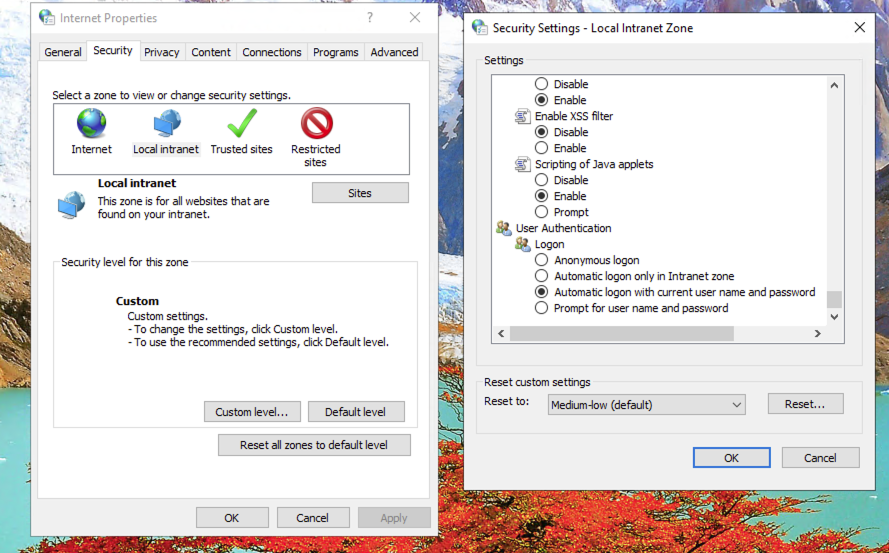 Internet Properties
?
General
Security
Privacy
Content
Connections
Programs
Advanced
Select a zone to view or change security settings.
Internet
Local intranet
Trusted sites
Restricted
sites
Local intranet
This zone is for all websites that are
found on your intranet.
Sites
Security level for this zone
Custom
Custom settings.
- To change the settings, click Custom level.
- To use the recommended settings, click Default level.
Custom level...
Default level
Reset all zones to default level
OK
Cancel
Apply
Security Settings - Local Intranet Zone
Settings
Disable
Enable
Enable XSS filter
Disable
Enable
Scripting of Java applets
Disable
Enable
Prompt
User Authentication
Logon
Anonymous logon
Automatic logon only in Intranet zone
Automatic logon with current user name and password
Prompt for user name and password
Reset custom settings
Reset to:
Medium-low (default)
Reset...
OK
Cancel